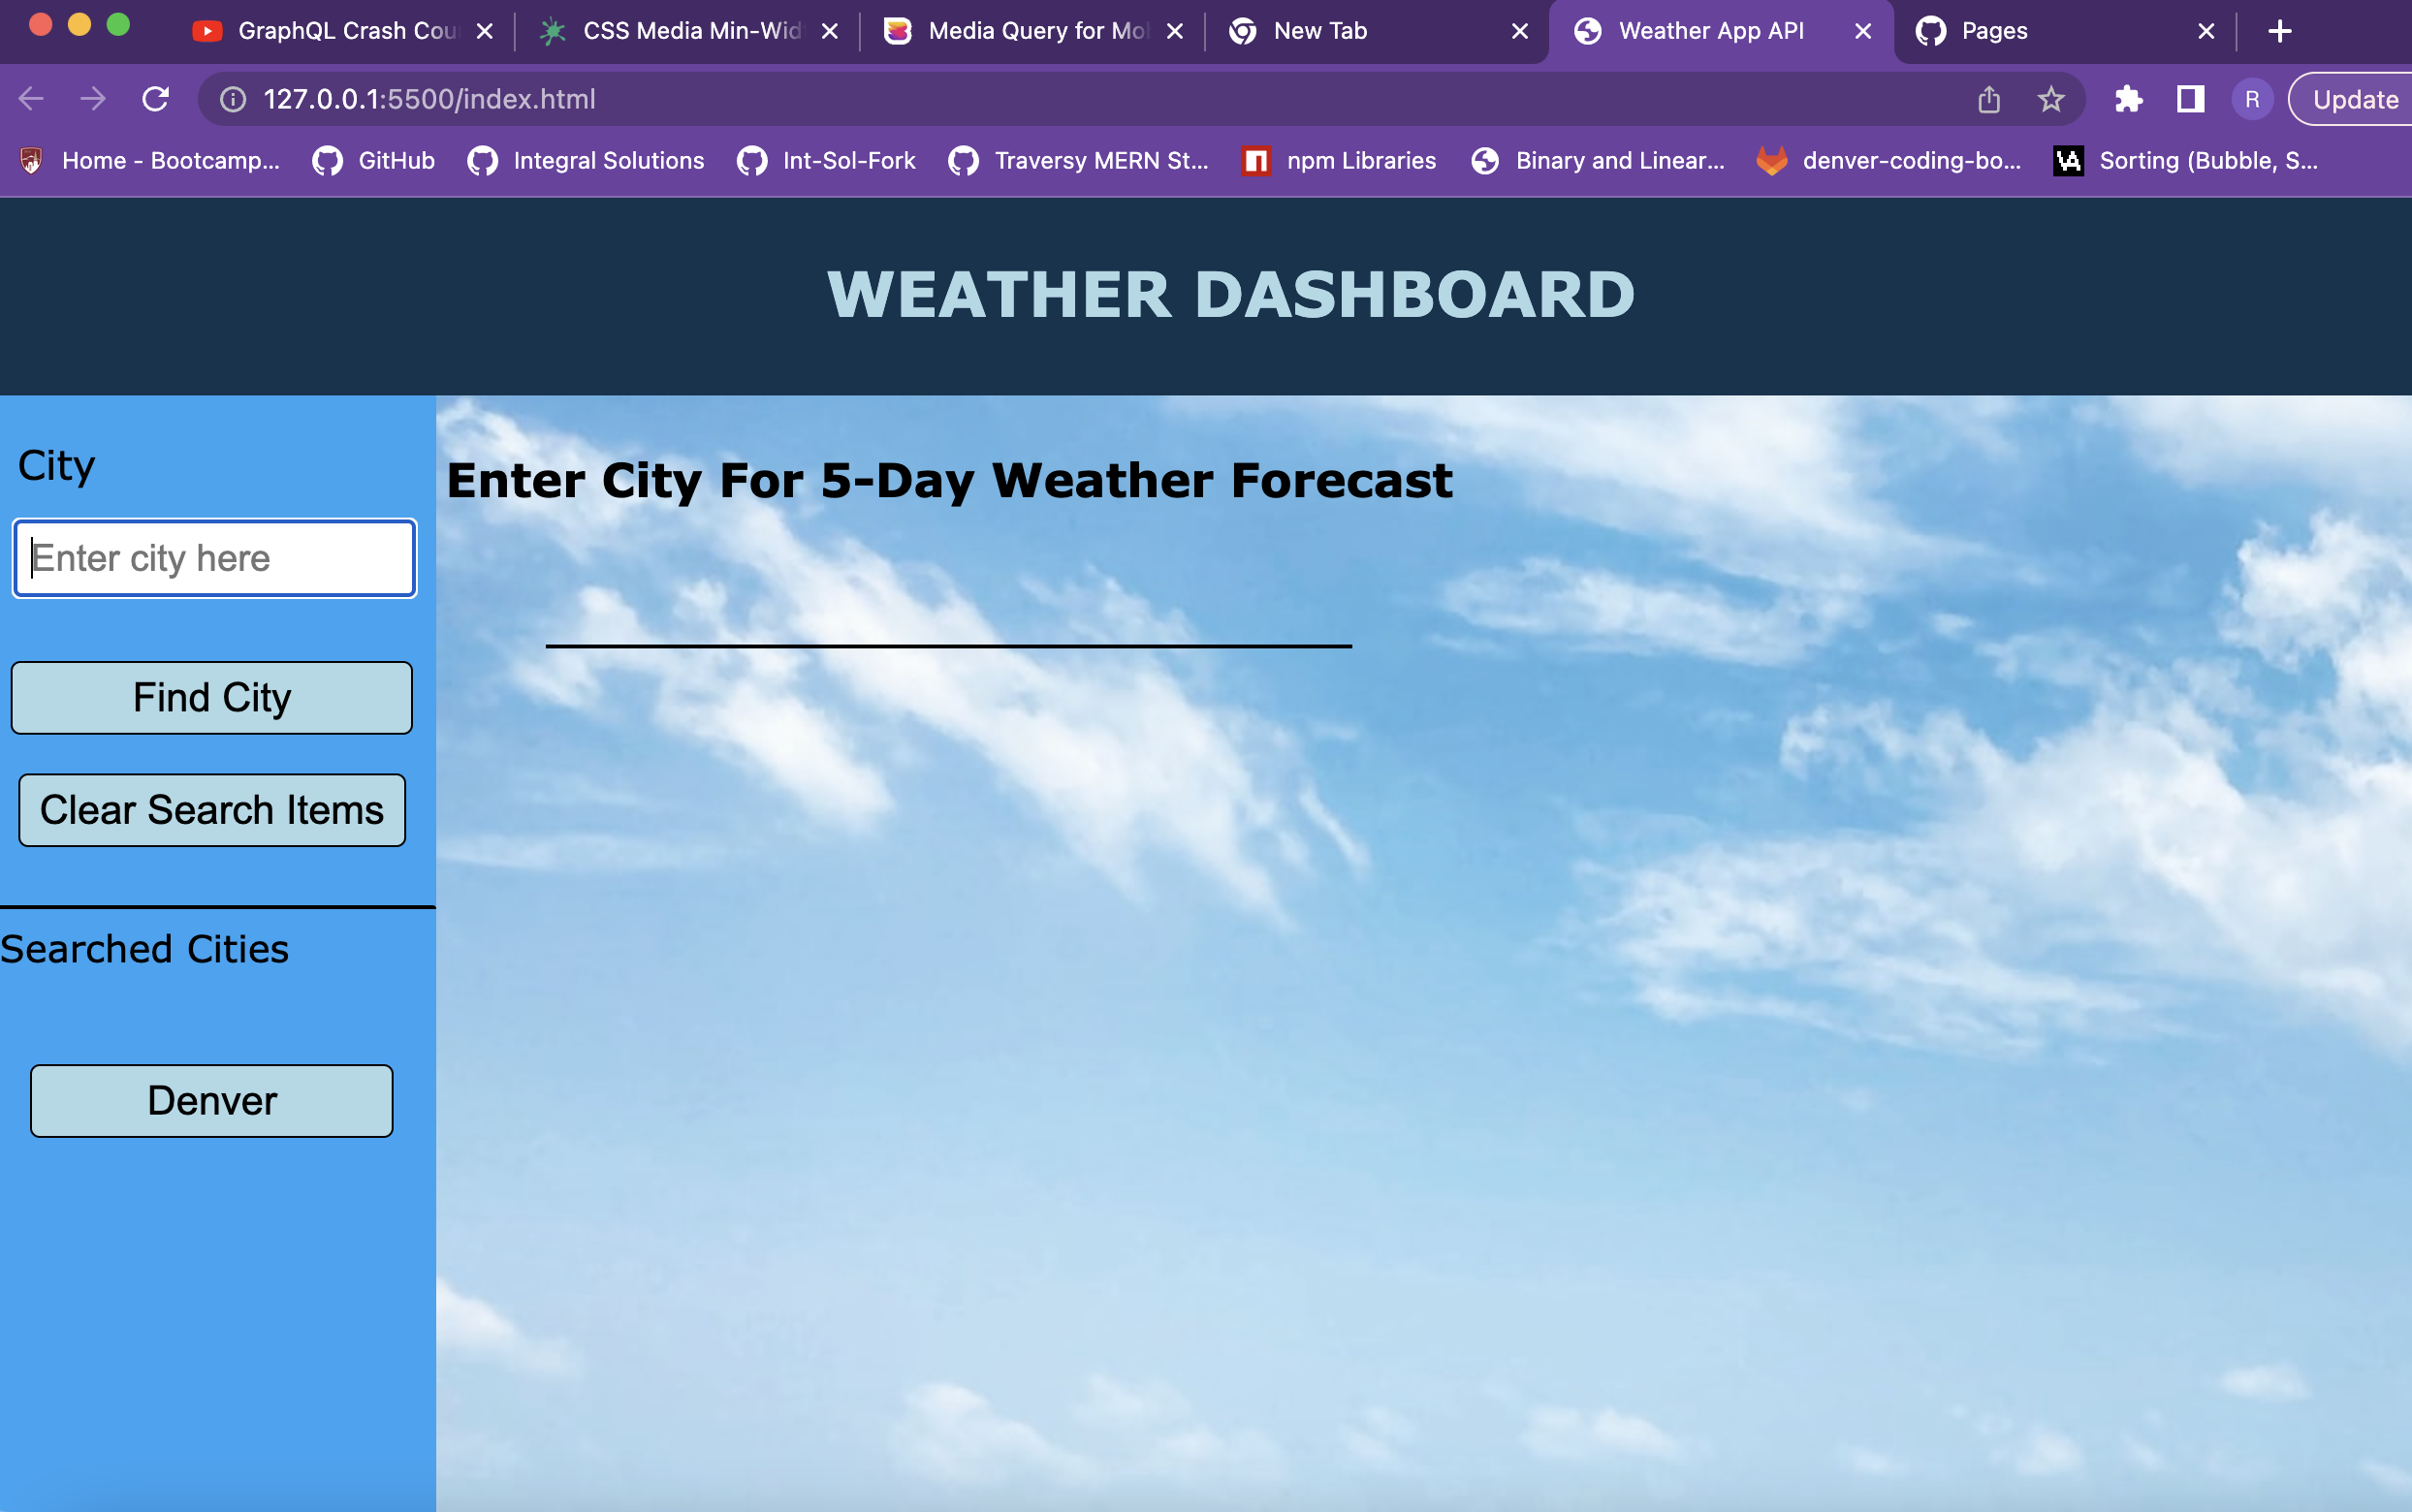 GraphQL Crash Cou
CSS Media Min-Wid
Media Query for Mo
New Tab
Weather App API
Pages
127.0.0.1:5500/index.html
R
Update
Home - Bootcamp...
GitHub
Integral Solutions
Int-Sol-Fork
Traversy MERN St...
npm Libraries
Binary and Linear...
denver-coding-bo...
Sorting (Bubble, S...
WEATHER DASHBOARD
City
Enter city here
Find City
Clear Search Items
Searched Cities
Denver
Enter City For 5-Day Weather Forecast